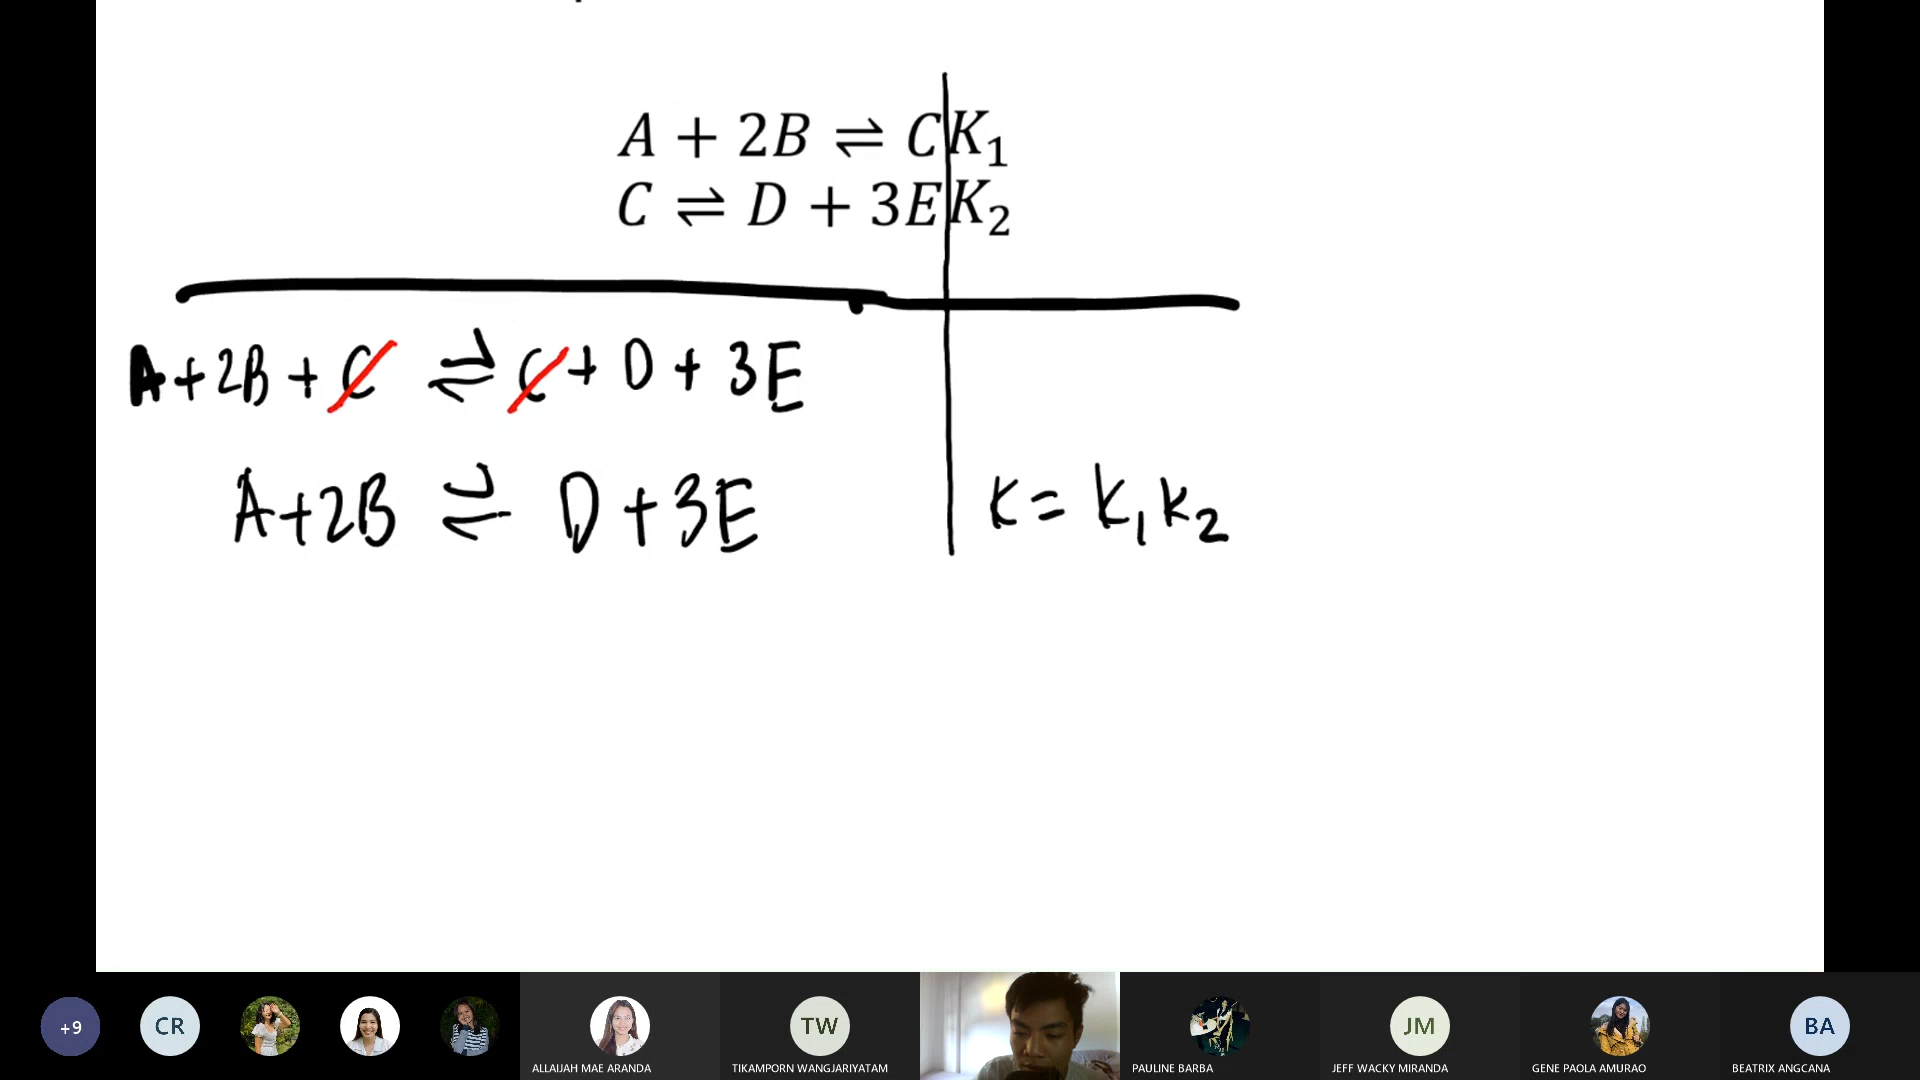 A + 2B ⇌ C K₁
C ⇌ D + 3E K₂
A + 2B + C ⇌ C + D + 3E
A + 2B ⇌ D + 3E K = K₁K₂
+9
CR
ALLAIJAH MAE ARANDA
TW
TIKAMPORN WANGJARIYATAM
PAULINE BARBA
JM
JEFF WACKY MIRANDA
GENE PAOLA AMURAO
BA
BEATRIX ANGCANA